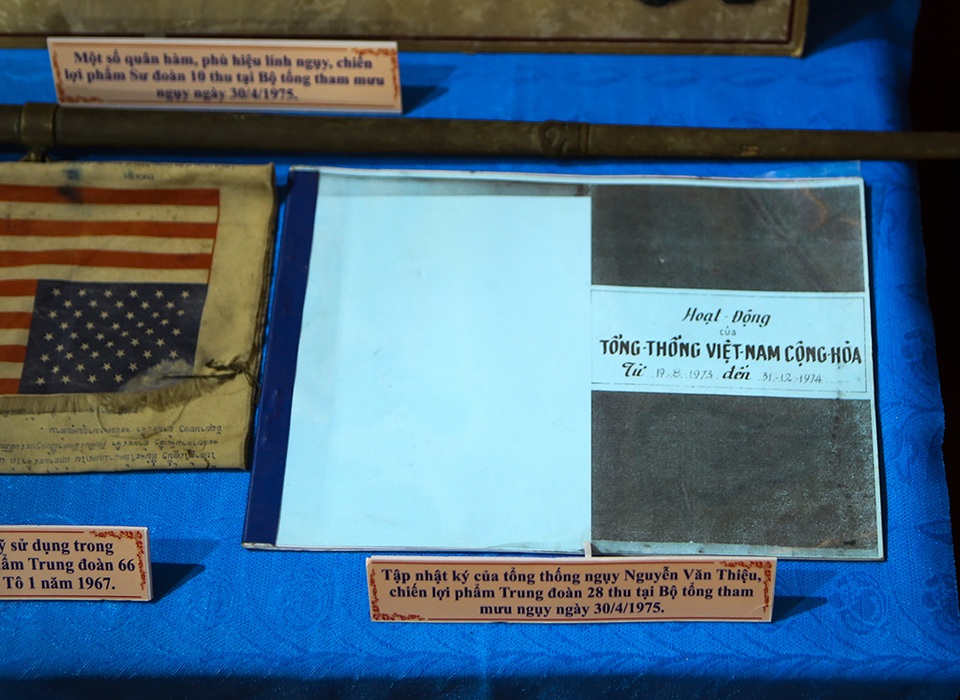 Một số quân hàm, phù hiệu lính ngụy, chiến
lợi phẩm Sư đoàn 10 thu tại Bộ tổng tham mưu
ngụy ngày 30/4/1975.
Hoạt-Động
của
TỔNG-THỐNG VIỆT-NAM CỘNG-HÒA
Từ 19-8-1973 đến 31-12-1974
sử dụng trong
Trung đoàn 66
Tô 1 năm 1967.
Tập nhật ký của tổng thống ngụy Nguyễn Văn Thiệu,
chiến lợi phẩm Trung đoàn 28 thu tại Bộ tổng tham
mưu ngụy ngày 30/4/1975.